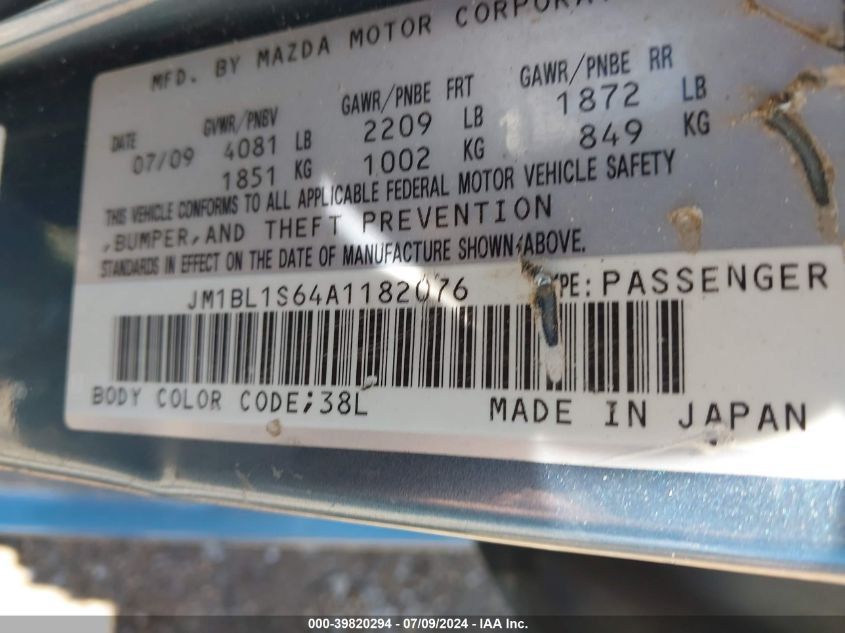 MFD. BY MAZDA MOTOR
DATE GVWR/PNBV GAWR/PNBE FRT GAWR/PNBE RR
07/09 4081 LB 2209 LB 1872 LB
1851 KG 1002 KG 849 KG
THIS VEHICLE CONFORMS TO ALL APPLICABLE FEDERAL MOTOR VEHICLE SAFETY
,BUMPER,AND THEFT PREVENTION
STANDARDS IN EFFECT ON THE DATE OF MANUFACTURE SHOWN ABOVE.
JM1BL1S64A1182076 PASSENGER
BODY COLOR CODE;38L MADE IN JAPAN
000-39820294 - 07/09/2024 - IAA Inc.